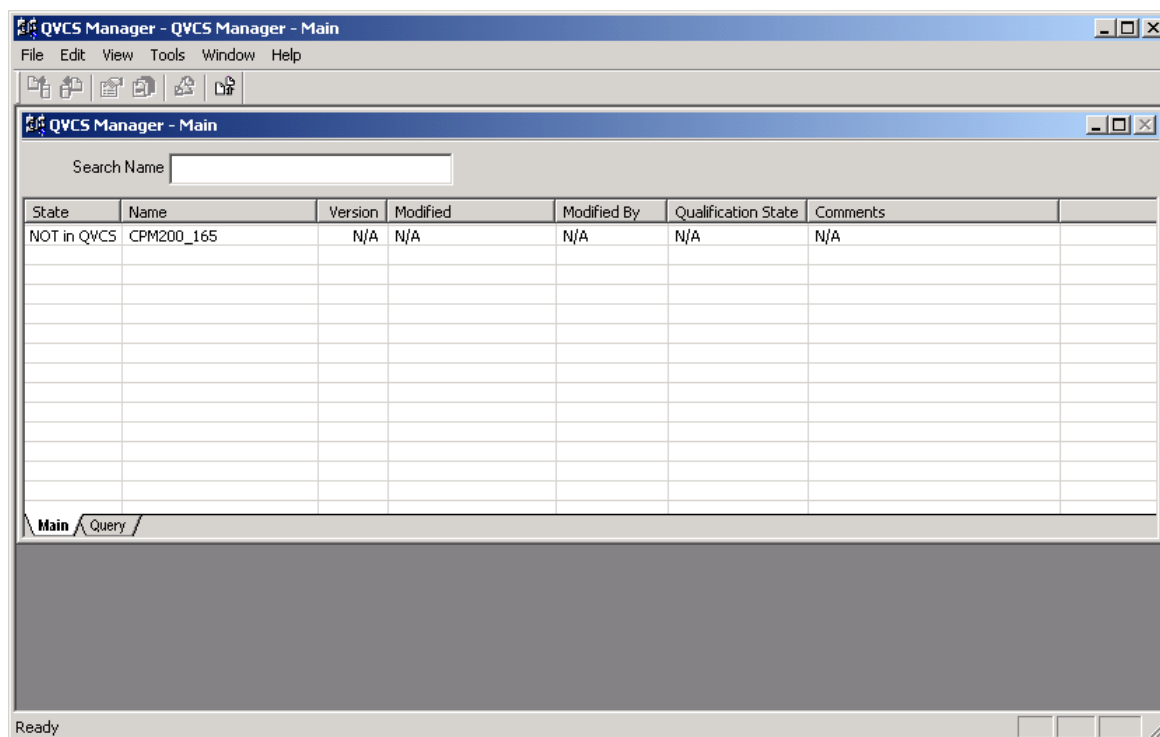 QVCS Manager - QVCS Manager - Main
File Edit View Tools Window Help
QVCS Manager - Main
Search Name
State Name Version Modified Modified By Qualification State Comments
NOT in QVCS CPM200_165 N/A N/A N/A N/A N/A
Main Query
Ready